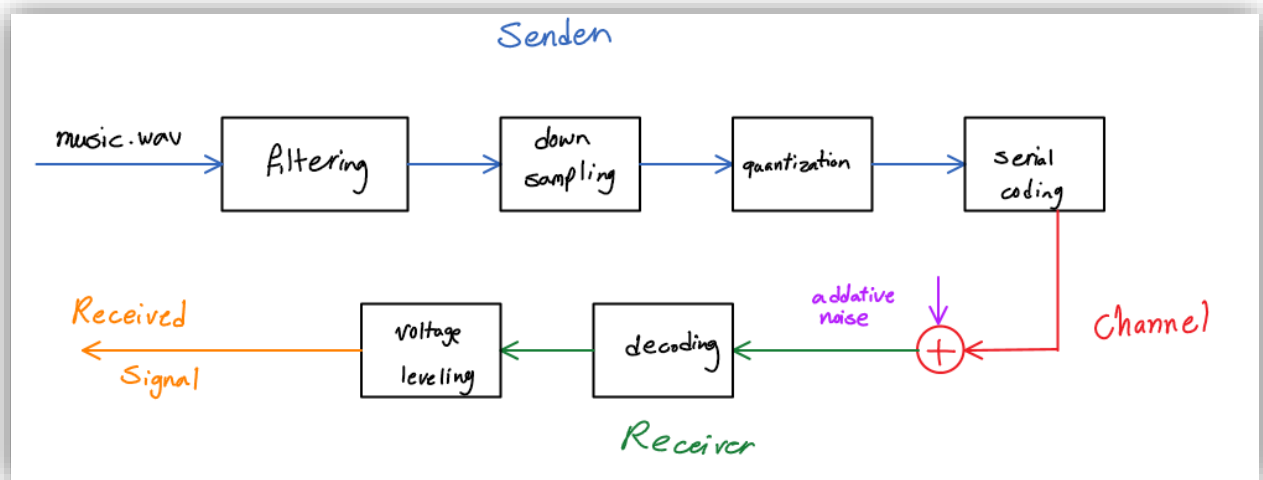 Senden
music.wav
filtering
down
sampling
quantization
serial
coding
Channel
addative
noise
decoding
voltage
leveling
Received
Signal
Receiver